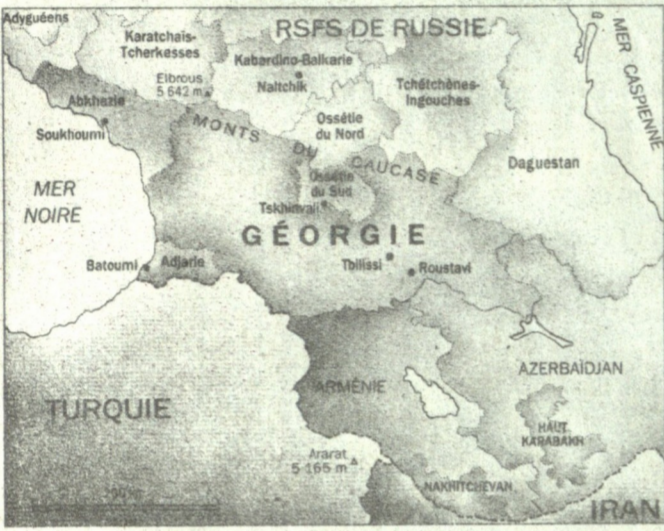 Adyguéens
RSFS DE RUSSIE
Karatchaïs-
Tcherkesses
Kabardino-Balkarie
Naltchik
Elbrous
5 642 m
Tchétchènes-
Ingouches
MER CASPIENNE
Abkhazie
Soukhoumi
MONTS DU CAUCASE
Ossétie
du Nord
Daguestan
MER
NOIRE
Ossétie
du Sud
Tskhinvali
GÉORGIE
Batoumi
Adjarie
Tbilissi
Roustavi
ARMÉNIE
AZERBAÏDJAN
TURQUIE
HAUT
KARABAKH
Ararat
5 165 m
NAKHITCHEVAN
IRAN